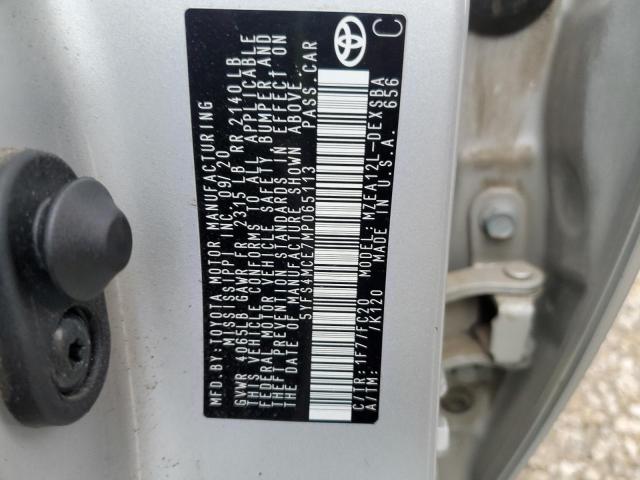 MFD.BY:TOYOTA MOTOR MANUFACTURING
MISSISSIPPI INC. 09/20
GVWR 4065LB GAWR FR 2315 LB RR 2140LB
THIS VEHICLE CONFORMS TO ALL APPLICABLE
FEDERAL MOTOR VEHICLE SAFETY BUMPER AND
THEFT PREVENTION STANDARDS IN EFFECT ON
THE DATE OF MANUFACTURE SHOWN ABOVE.
5YFS4MCE7MP065113 PASS.CAR
C/TR: 1F7/FC20 MZEA12L-DEXSBA
A/TM: /K120 MADE IN U.S.A. 656
C